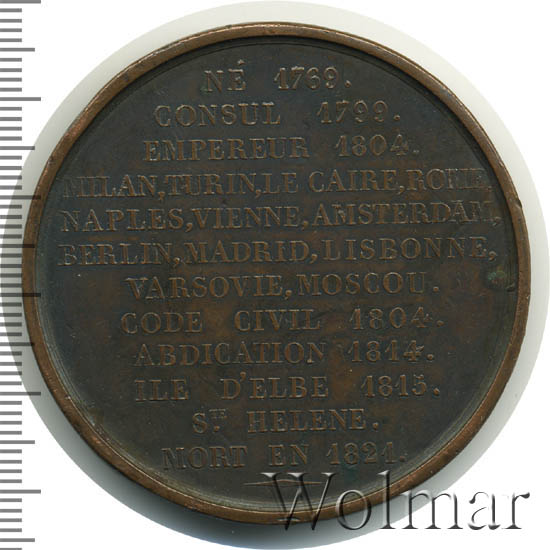 NÉ 1769.
CONSUL 1799.
EMPEREUR 1804.
MILAN, TURIN, LE CAIRE, ROME,
NAPLES, VIENNE, AMSTERDAM,
BERLIN, MADRID, LISBONNE,
VARSOVIE, MOSCOU.
CODE CIVIL 1804.
ABDICATION 1814.
ILE D'ELBE 1815.
S.TE HELENE.
MORT EN 1821.
Wolmar